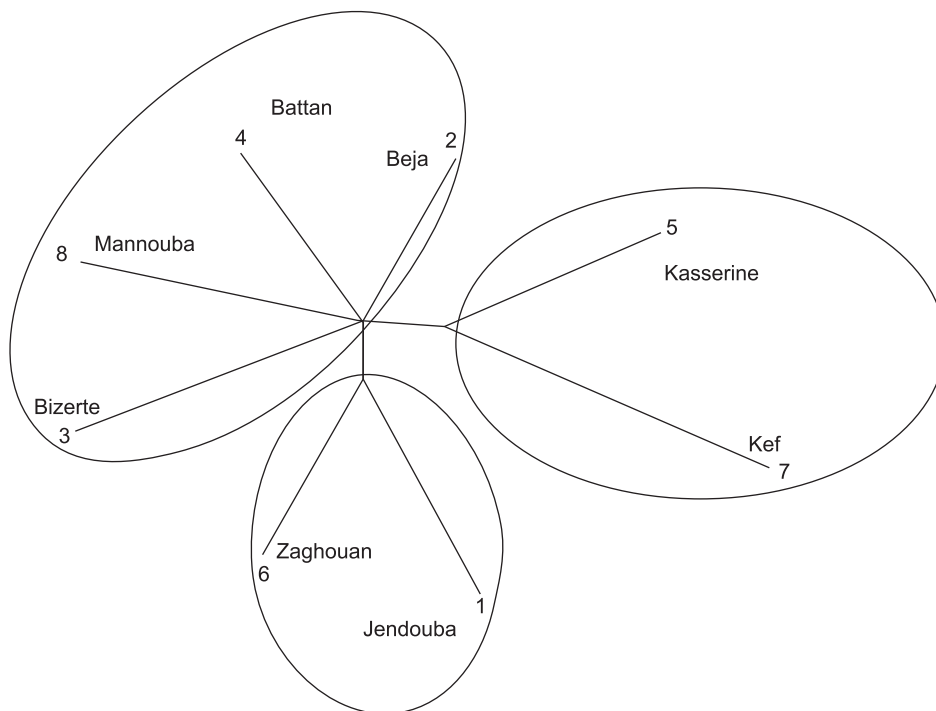 Battan
4
2
Beja
5
8
Mannouba
Kasserine
Bizerte
3
Kef
7
Zaghouan
6
1
Jendouba